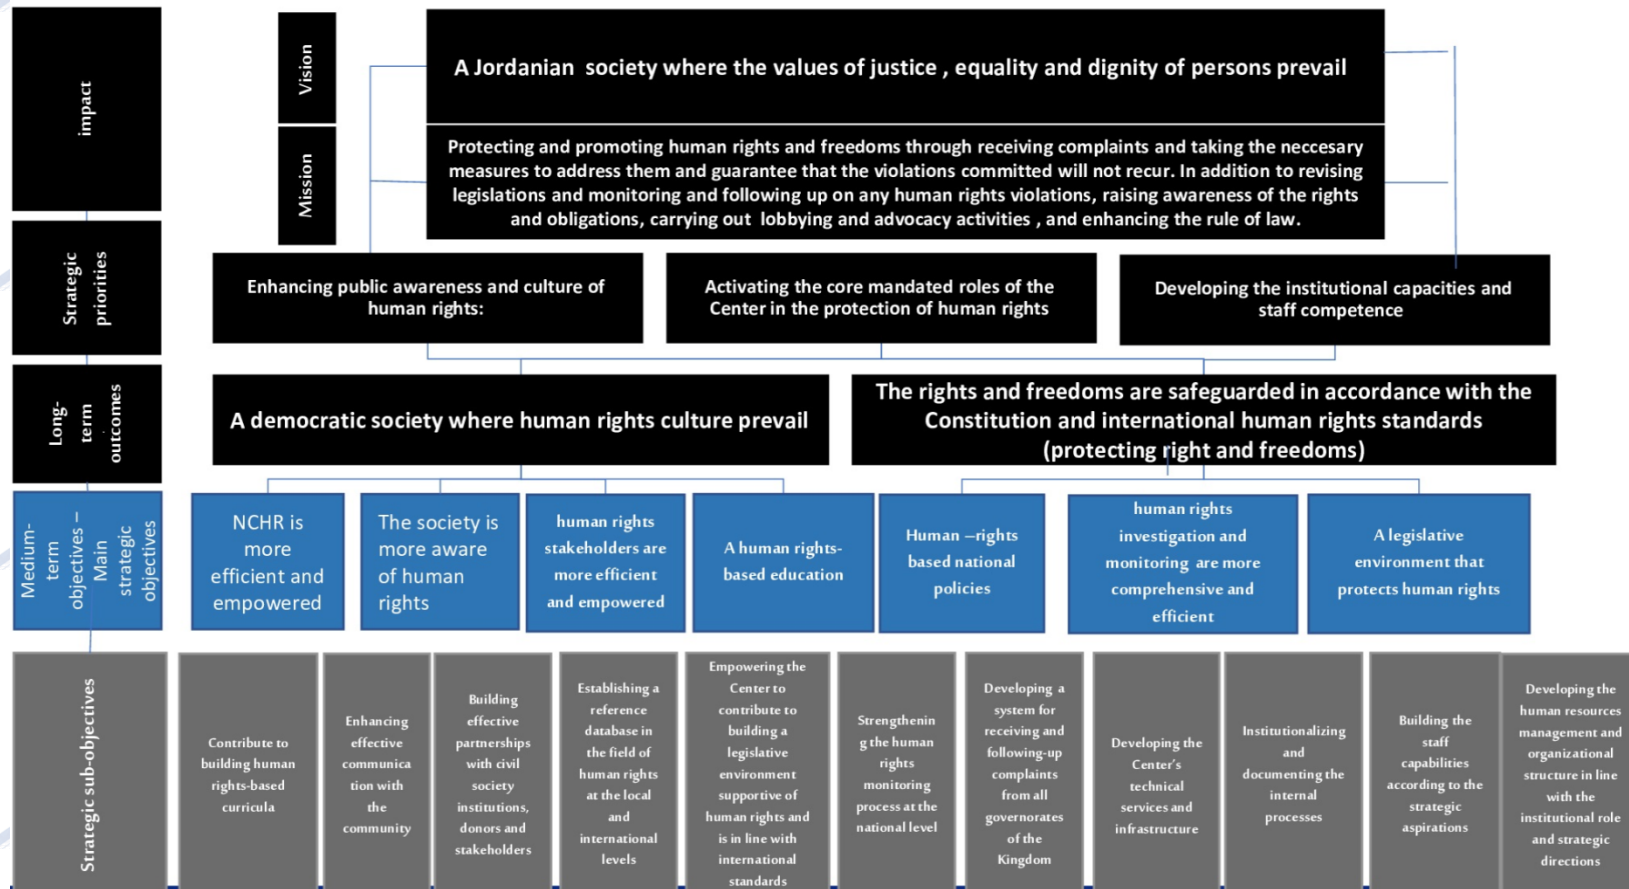 impact
Vision
A Jordanian society where the values of justice , equality and dignity of persons prevail
Mission
Protecting and promoting human rights and freedoms through receiving complaints and taking the neccesary
measures to address them and guarantee that the violations committed will not recur. In addition to revising
legislations and monitoring and following up on any human rights violations, raising awareness of the rights
and obligations, carrying out lobbying and advocacy activities , and enhancing the rule of law.
Strategic
priorities
Enhancing public awareness and culture of
human rights:
Activating the core mandated roles of the
Center in the protection of human rights
Developing the institutional capacities and
staff competence
Long-
term
outcomes
A democratic society where human rights culture prevail
The rights and freedoms are safeguarded in accordance with the
Constitution and international human rights standards
(protecting right and freedoms)
Medium-
term
objectives –
Main
strategic
objectives
NCHR is
more
efficient and
empowered
The society is
more aware
of human
rights
human rights
stakeholders are
more efficient
and empowered
A human rights-
based education
Human –rights
based national
policies
human rights
investigation and
monitoring are more
comprehensive and
efficient
A legislative
environment that
protects human rights
Strategic sub-objectives
Contribute to
building human
rights-based
curricula
Enhancing
effective
communica
tion with
the
community
Building
effective
partnerships
with civil
society
institutions,
donors and
stakeholders
Establishing a
reference
database in
the field of
human rights
at the local
and
international
levels
Empowering the
Center to
contribute to
building a
legislative
environment
supportive of
human rights and
is in line with
international
standards
Strengthenin
g the human
rights
monitoring
process at the
national level
Developing a
system for
receiving and
following-up
complaints
from all
governorates
of the
Kingdom
Developing the
Center's
technical
services and
infrastructure
Institutionalizing
and
documenting the
internal
processes
Building the
staff
capabilities
according to the
strategic
aspirations
Developing the
human resources
management and
organizational
structure in line
with the
institutional role
and strategic
directions